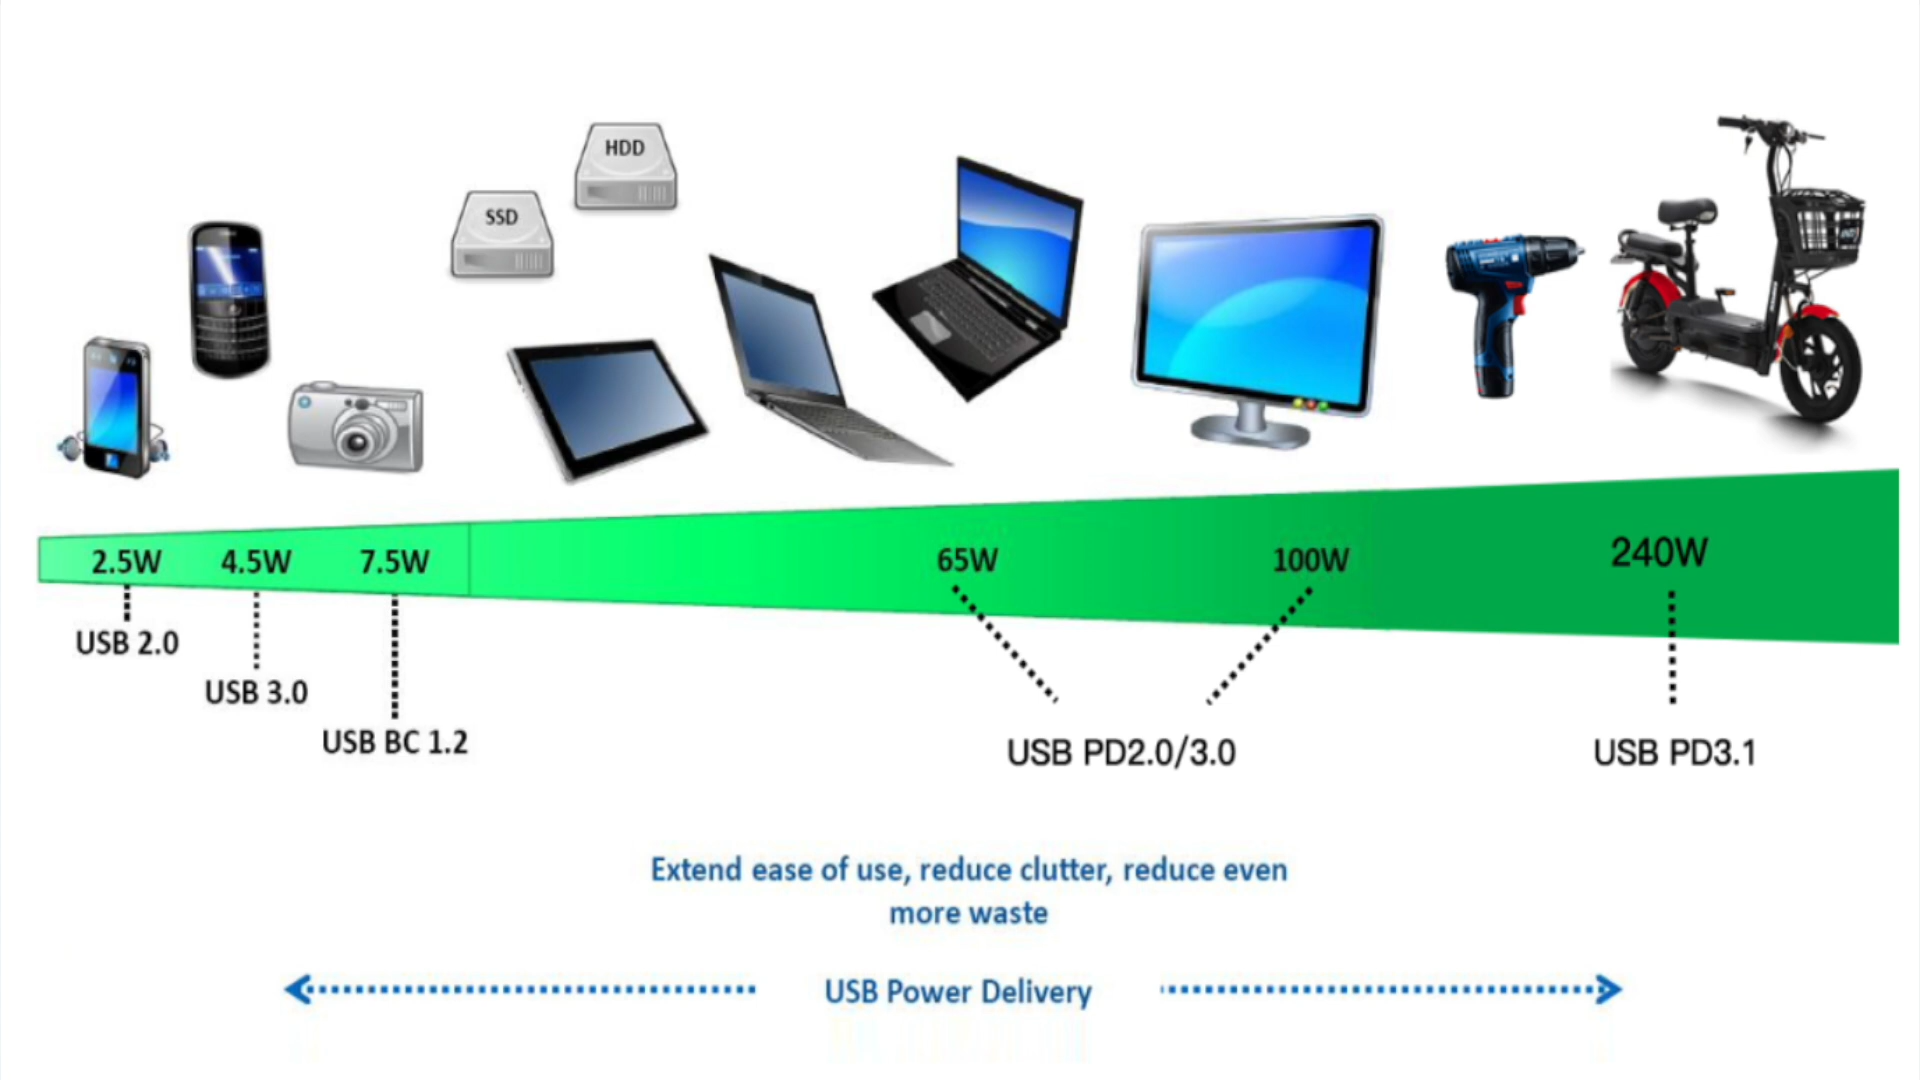 HDD
SSD
2.5W 4.5W 7.5W 65W 100W 240W
USB 2.0
USB 3.0
USB BC 1.2
USB PD2.0/3.0
USB PD3.1
Extend ease of use, reduce clutter, reduce even
more waste
USB Power Delivery